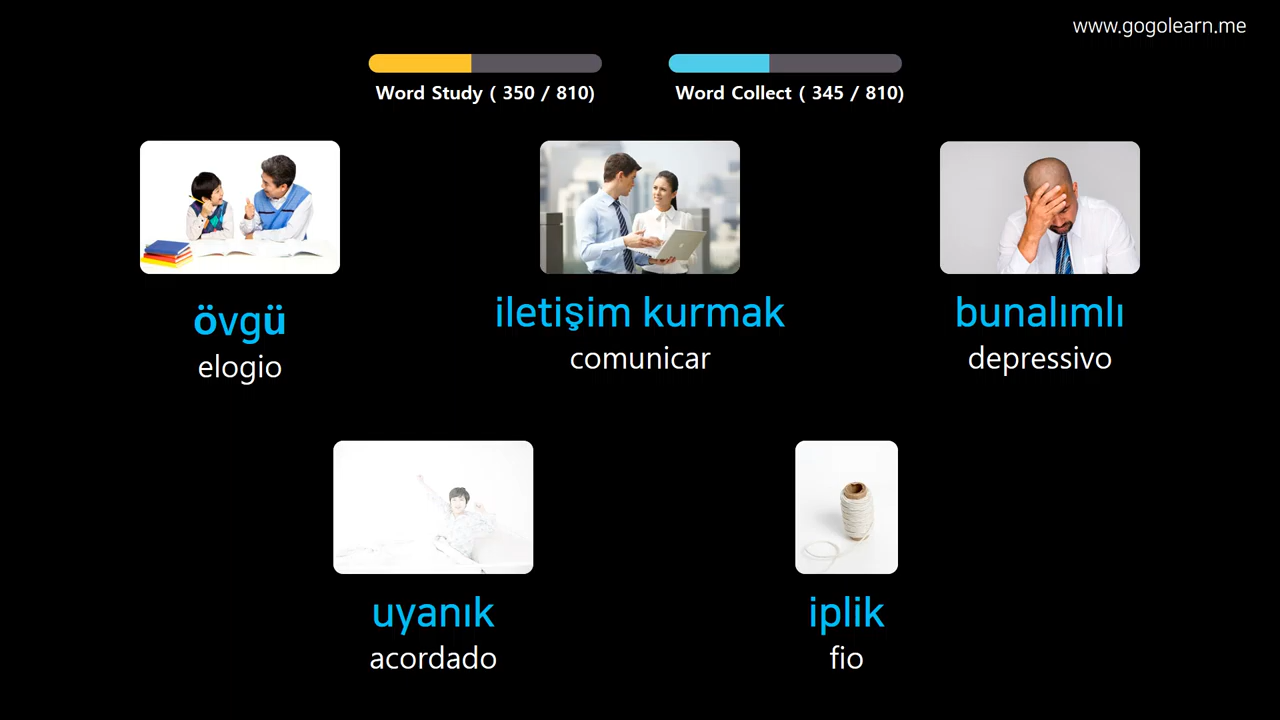 www.gogolearn.me
Word Study ( 350 / 810)
Word Collect ( 345 / 810)
övgü
elogio
iletişim kurmak
comunicar
bunalımlı
depressivo
uyanık
acordado
iplik
fio